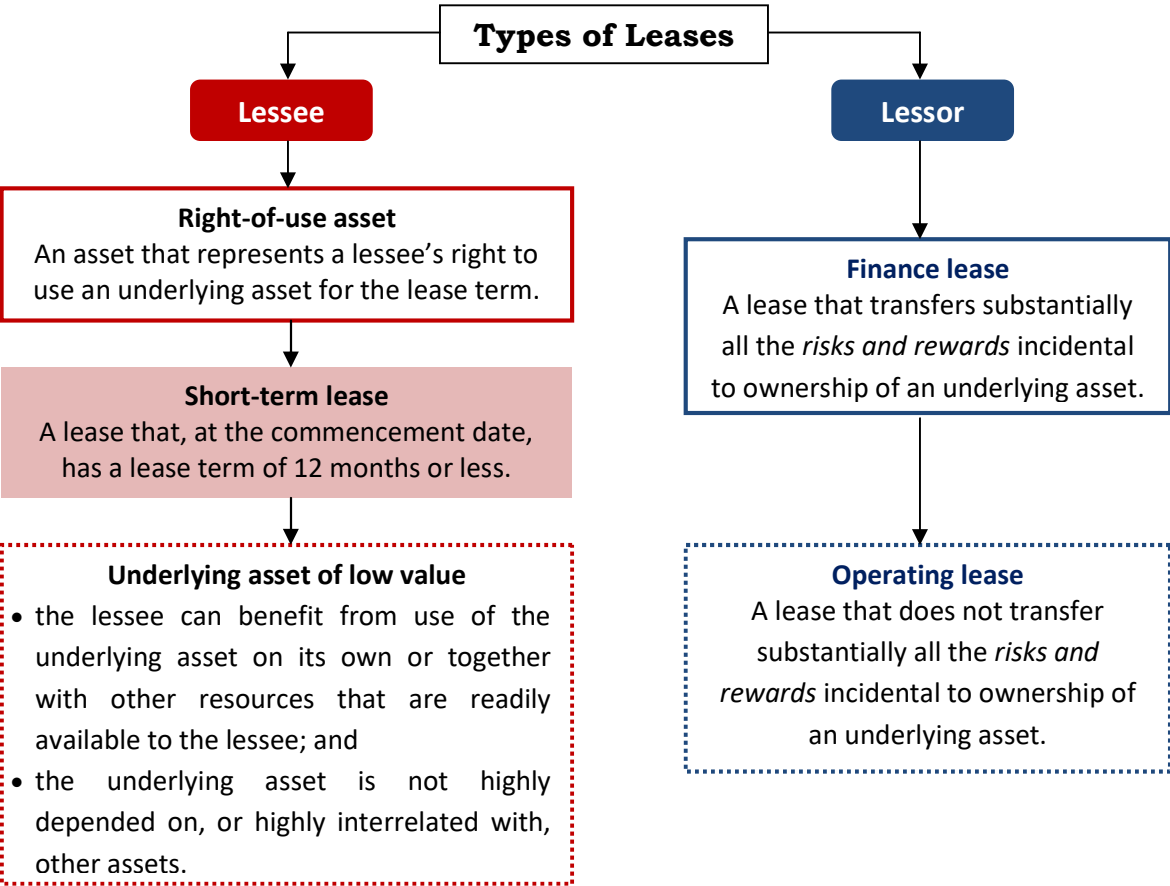 Types of Leases
Lessee
Right-of-use asset
An asset that represents a lessee’s right to
use an underlying asset for the lease term.
Short-term lease
A lease that, at the commencement date,
has a lease term of 12 months or less.
Underlying asset of low value
• the lessee can benefit from use of the
underlying asset on its own or together
with other resources that are readily
available to the lessee; and
• the underlying asset is not highly
depended on, or highly interrelated with,
other assets.
Lessor
Finance lease
A lease that transfers substantially
all the risks and rewards incidental
to ownership of an underlying asset.
Operating lease
A lease that does not transfer
substantially all the risks and
rewards incidental to ownership of
an underlying asset.